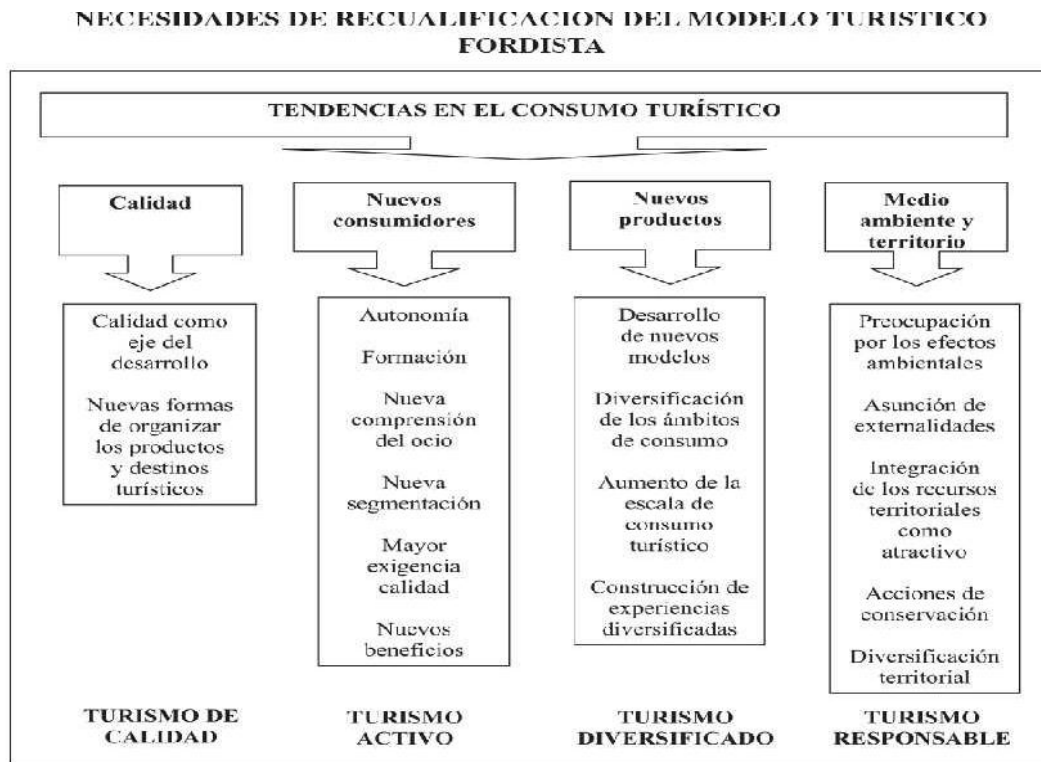 NECESIDADES DE RECUALIFICACION DEL MODELO TURISTICO
FORDISTA
TENDENCIAS EN EL CONSUMO TURÍSTICO
Calidad
Calidad como
eje del
desarrollo
Nuevas formas
de organizar
los productos
y destinos
turísticos
TURISMO DE
CALIDAD
Nuevos
consumidores
Autonomía
Formación
Nueva
comprensión
del ocio
Nueva
segmentación
Mayor
exigencia
calidad
Nuevos
beneficios
TURISMO
ACTIVO
Nuevos
productos
Desarrollo
de nuevos
modelos
Diversificación
de los ámbitos
de consumo
Aumento de la
escala de
consumo
turístico
Construcción de
experiencias
diversificadas
TURISMO
DIVERSIFICADO
Medio
ambiente y
territorio
Preocupación
por los efectos
ambientales
Asunción de
externalidades
Integración
de los recursos
territoriales
como
atractivo
Acciones de
conservación
Diversificación
territorial
TURISMO
RESPONSABLE